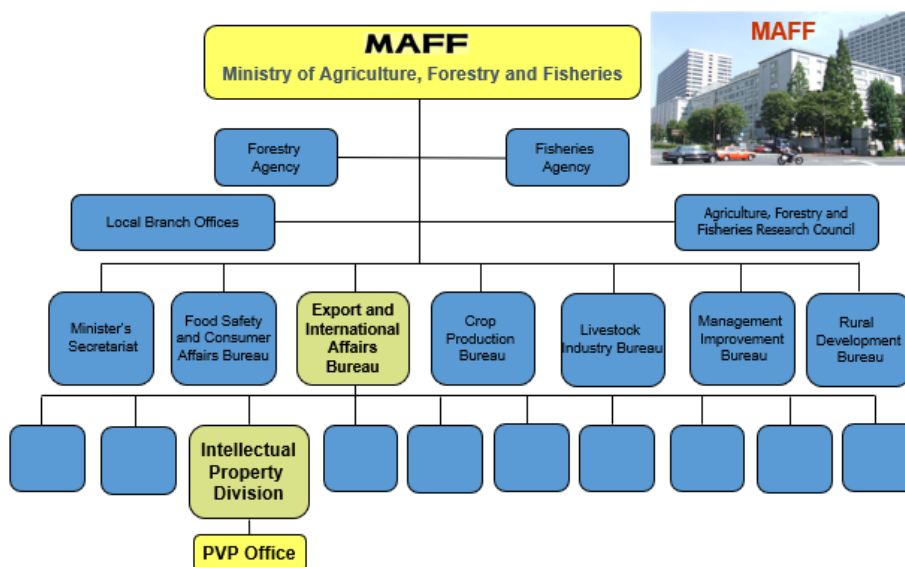 MAFF
Ministry of Agriculture, Forestry and Fisheries
MAFF
Forestry
Agency
Fisheries
Agency
Local Branch Offices
Agriculture, Forestry and
Fisheries Research Council
Minister's
Secretariat
Food Safety
and Consumer
Affairs Bureau
Export and
International
Affairs
Bureau
Crop
Production
Bureau
Livestock
Industry Bureau
Management
Improvement
Bureau
Rural
Development
Bureau
Intellectual
Property
Division
PVP Office